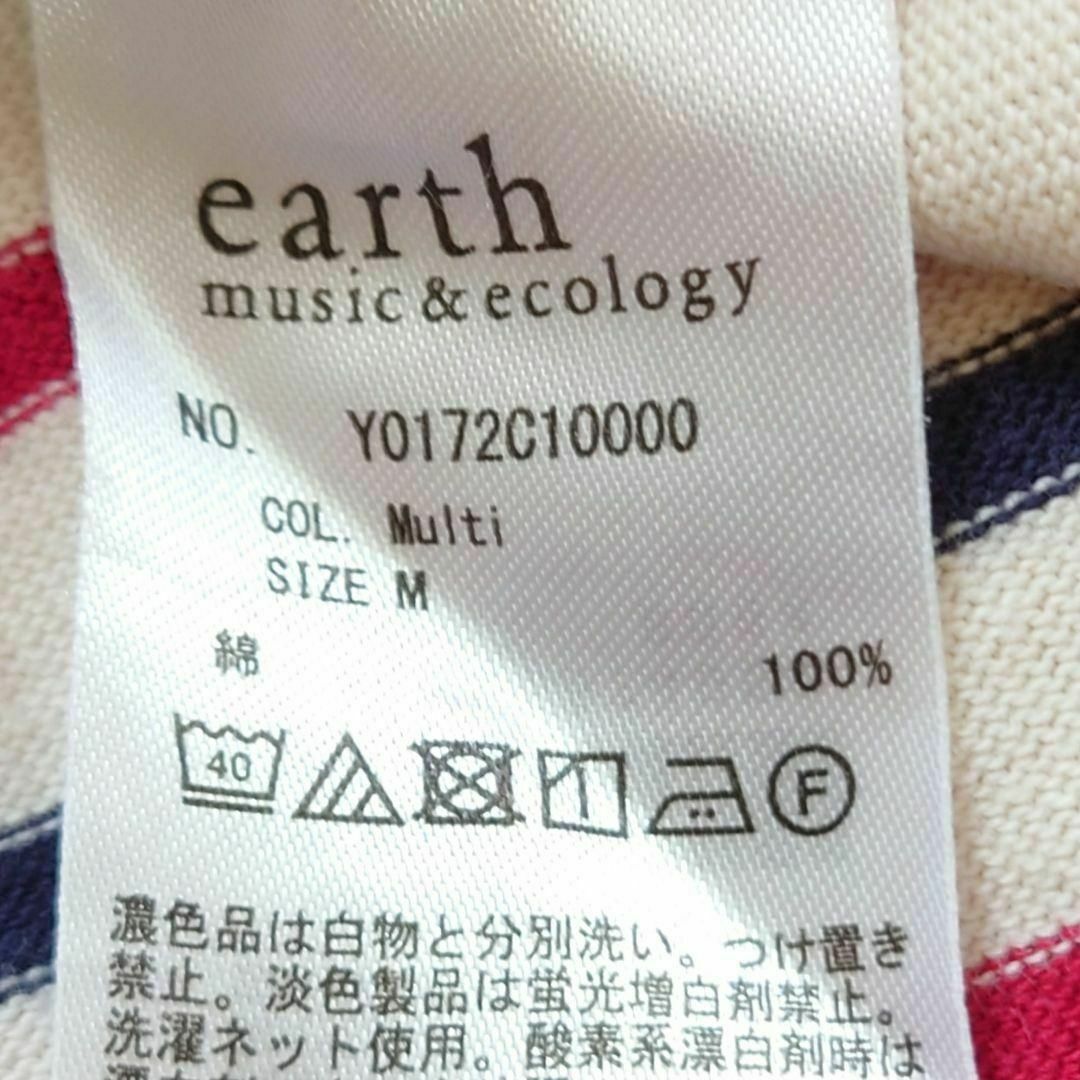 earth
music & ecology
NO. Y0172C10000
COL. Multi
SIZE M
綿 100%
40 F
濃色品は白物と分別洗い。つけ置き
禁止。淡色製品は蛍光増白剤禁止。
洗濯ネット使用。酸素系漂白剤時は